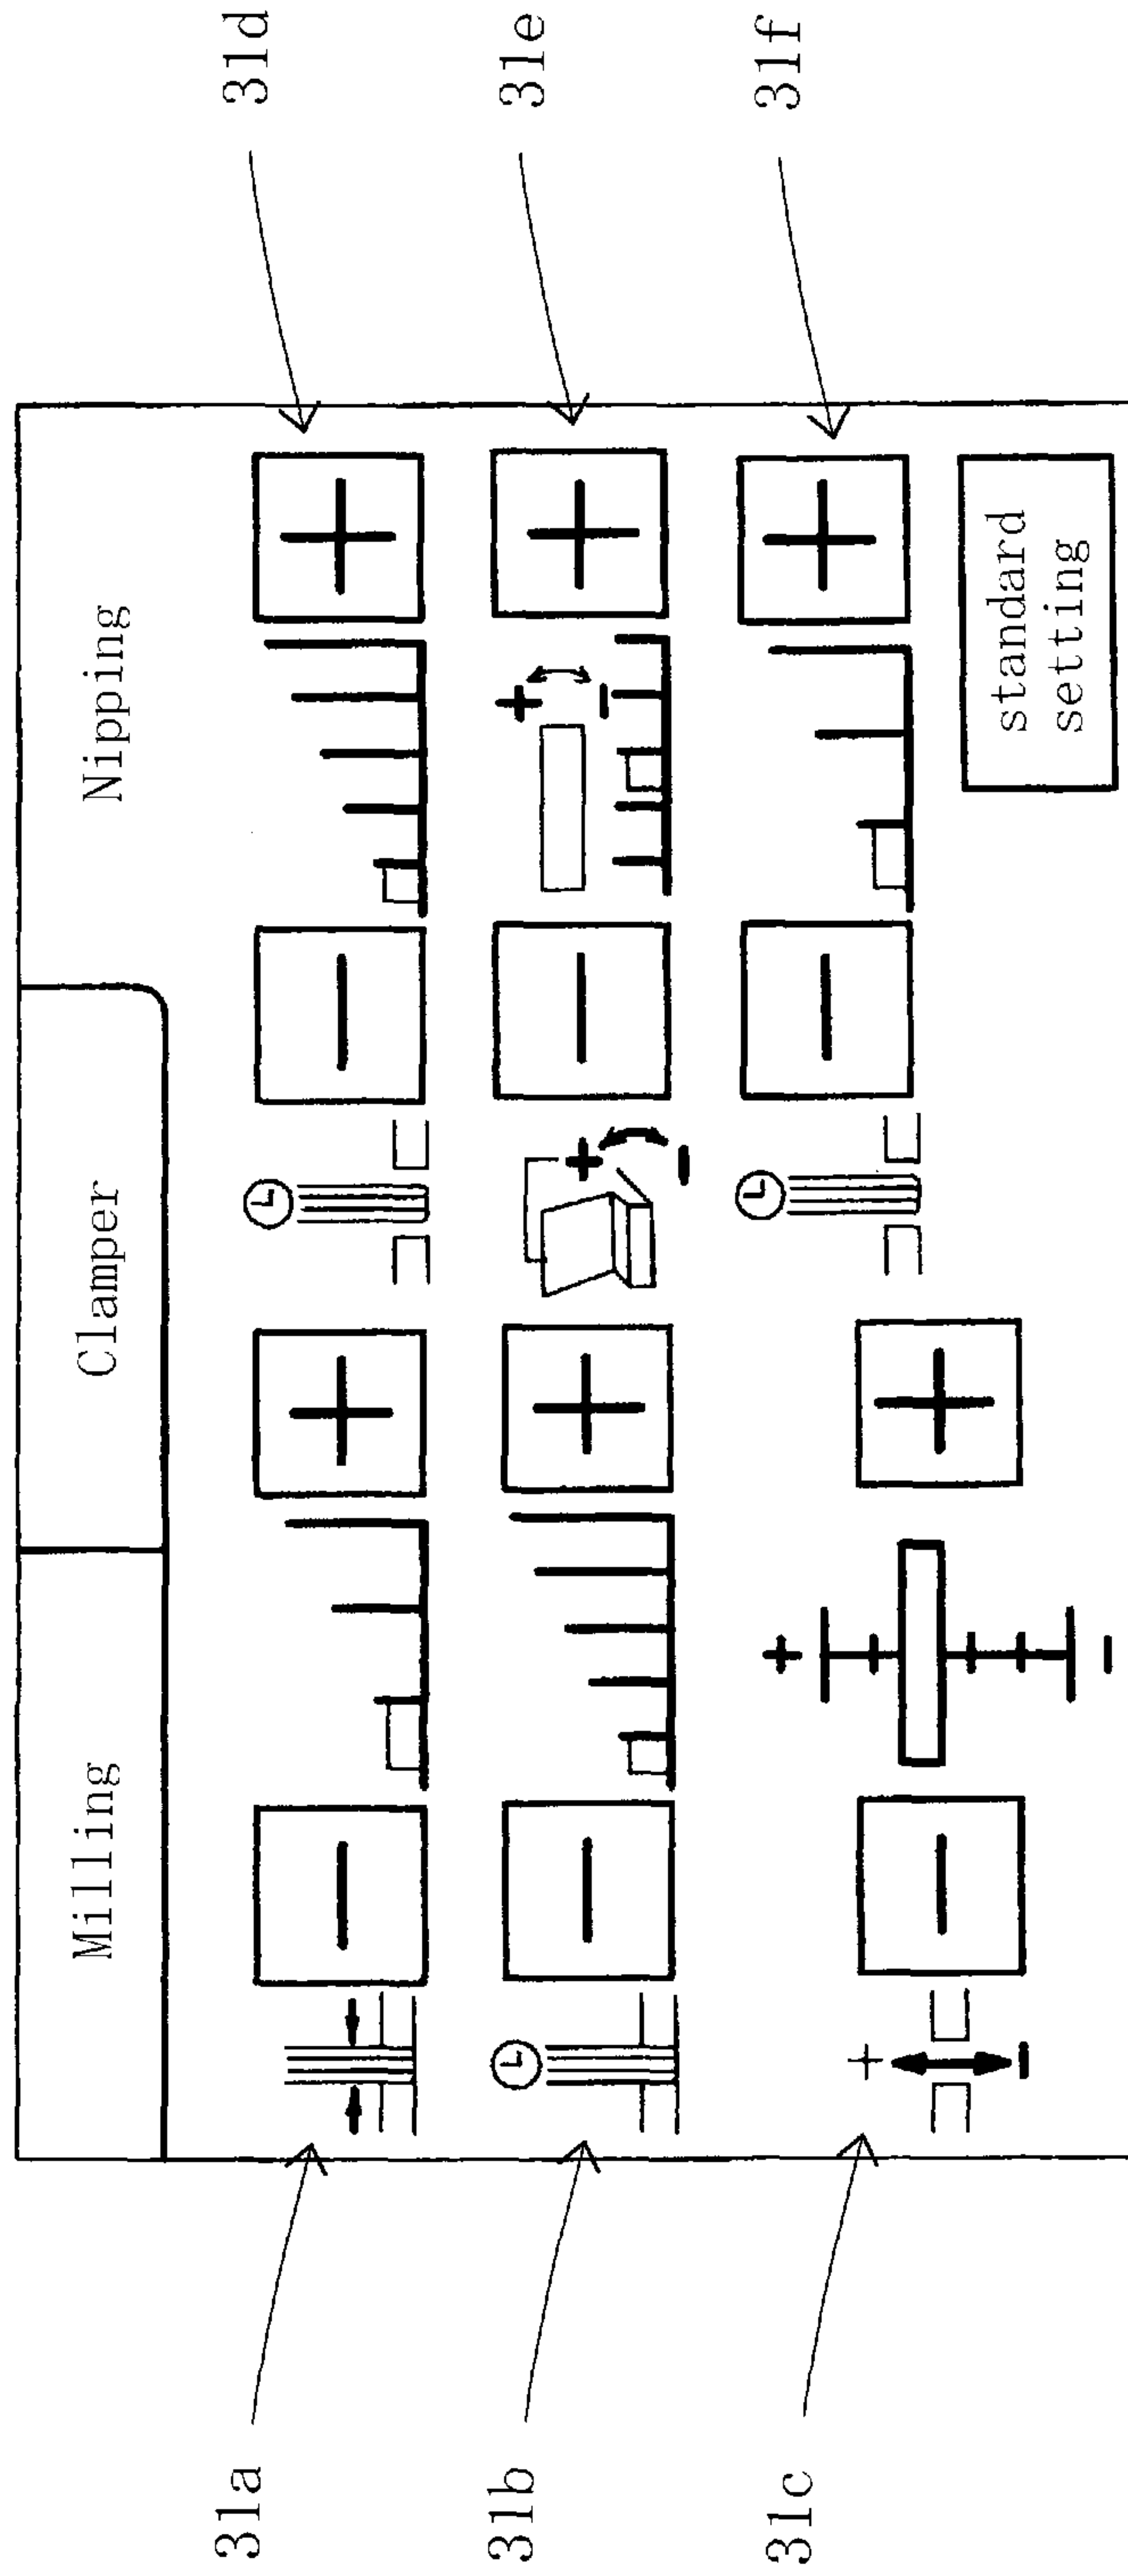 Milling
Clamper
Nipping
31a
31d
+
-
31b
31e
+
-
+
-
31c
31f
+
-
+
-
standard
setting